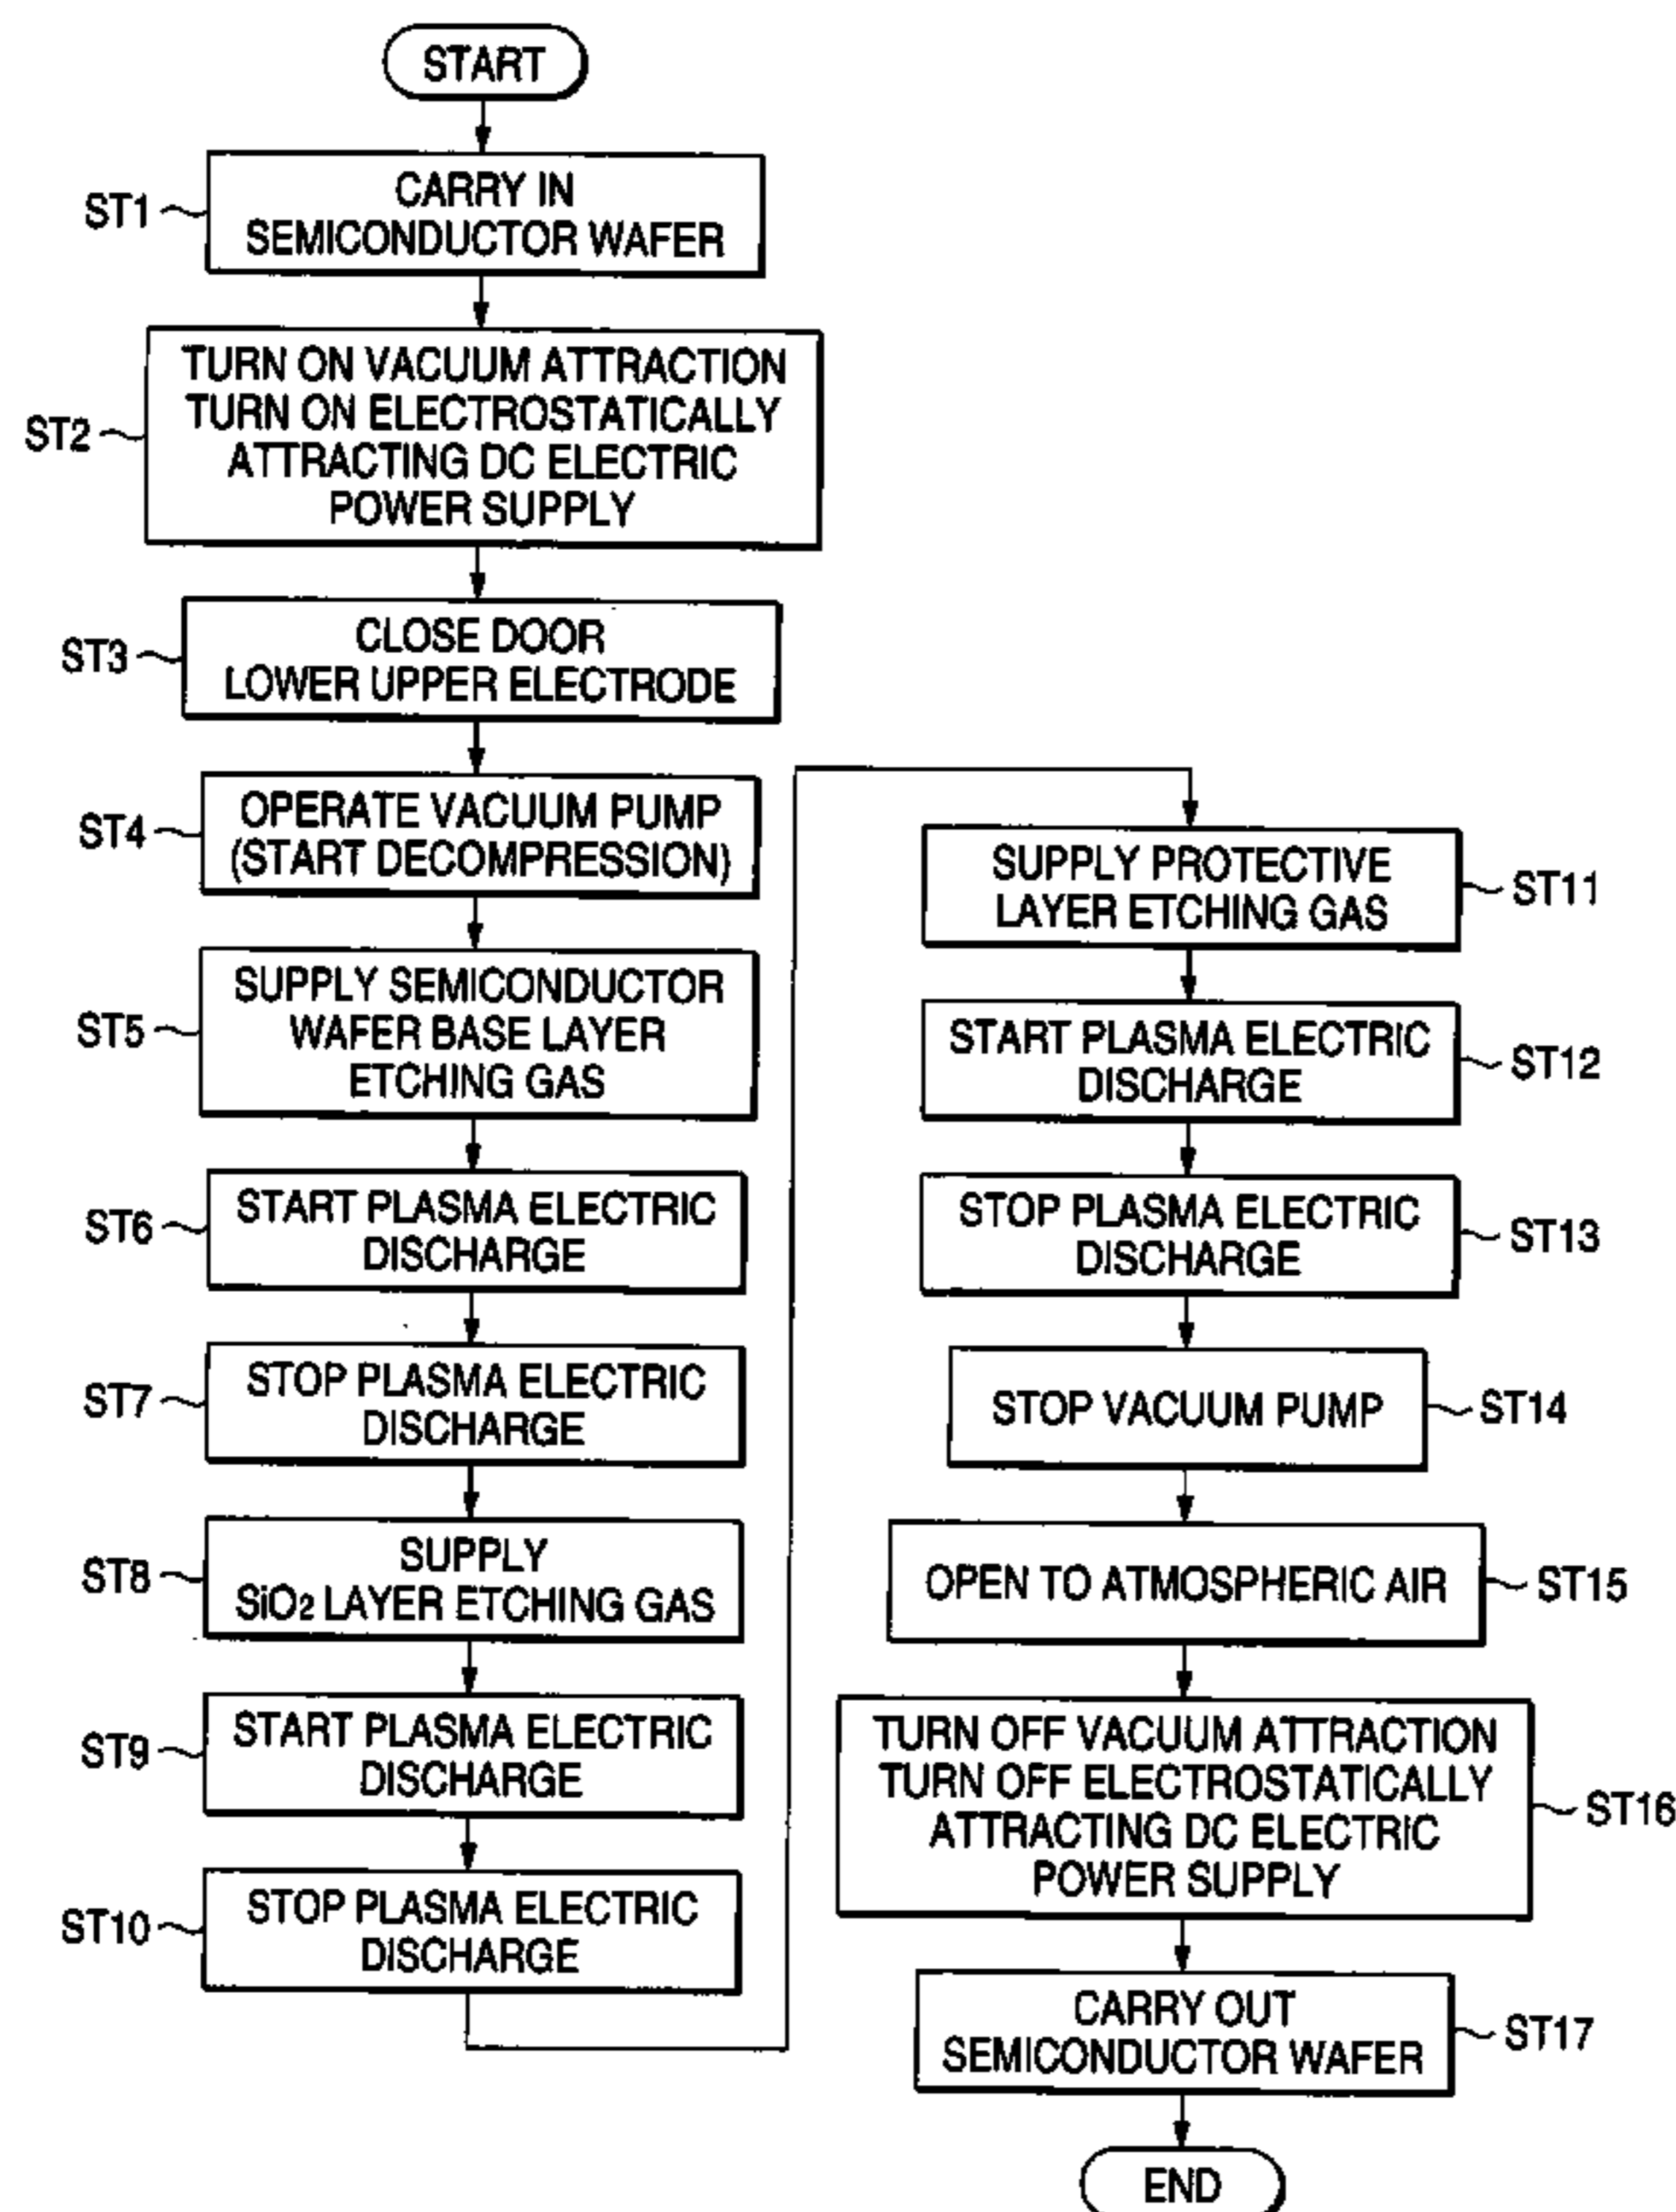 START
ST1
CARRY IN
SEMICONDUCTOR WAFER
ST2
TURN ON VACUUM ATTRACTION
TURN ON ELECTROSTATICALLY
ATTRACTING DC ELECTRIC
POWER SUPPLY
ST3
CLOSE DOOR
LOWER UPPER ELECTRODE
ST4
OPERATE VACUUM PUMP
(START DECOMPRESSION)
ST5
SUPPLY SEMICONDUCTOR
WAFER BASE LAYER
ETCHING GAS
ST6
START PLASMA ELECTRIC
DISCHARGE
ST7
STOP PLASMA ELECTRIC
DISCHARGE
ST8
SUPPLY
SiO2 LAYER ETCHING GAS
ST9
START PLASMA ELECTRIC
DISCHARGE
ST10
STOP PLASMA ELECTRIC
DISCHARGE
SUPPLY PROTECTIVE
LAYER ETCHING GAS
ST11
START PLASMA ELECTRIC
DISCHARGE
ST12
STOP PLASMA ELECTRIC
DISCHARGE
ST13
STOP VACUUM PUMP
ST14
OPEN TO ATMOSPHERIC AIR
ST15
TURN OFF VACUUM ATTRACTION
TURN OFF ELECTROSTATICALLY
ATTRACTING DC ELECTRIC
POWER SUPPLY
ST16
CARRY OUT
SEMICONDUCTOR WAFER
ST17
END